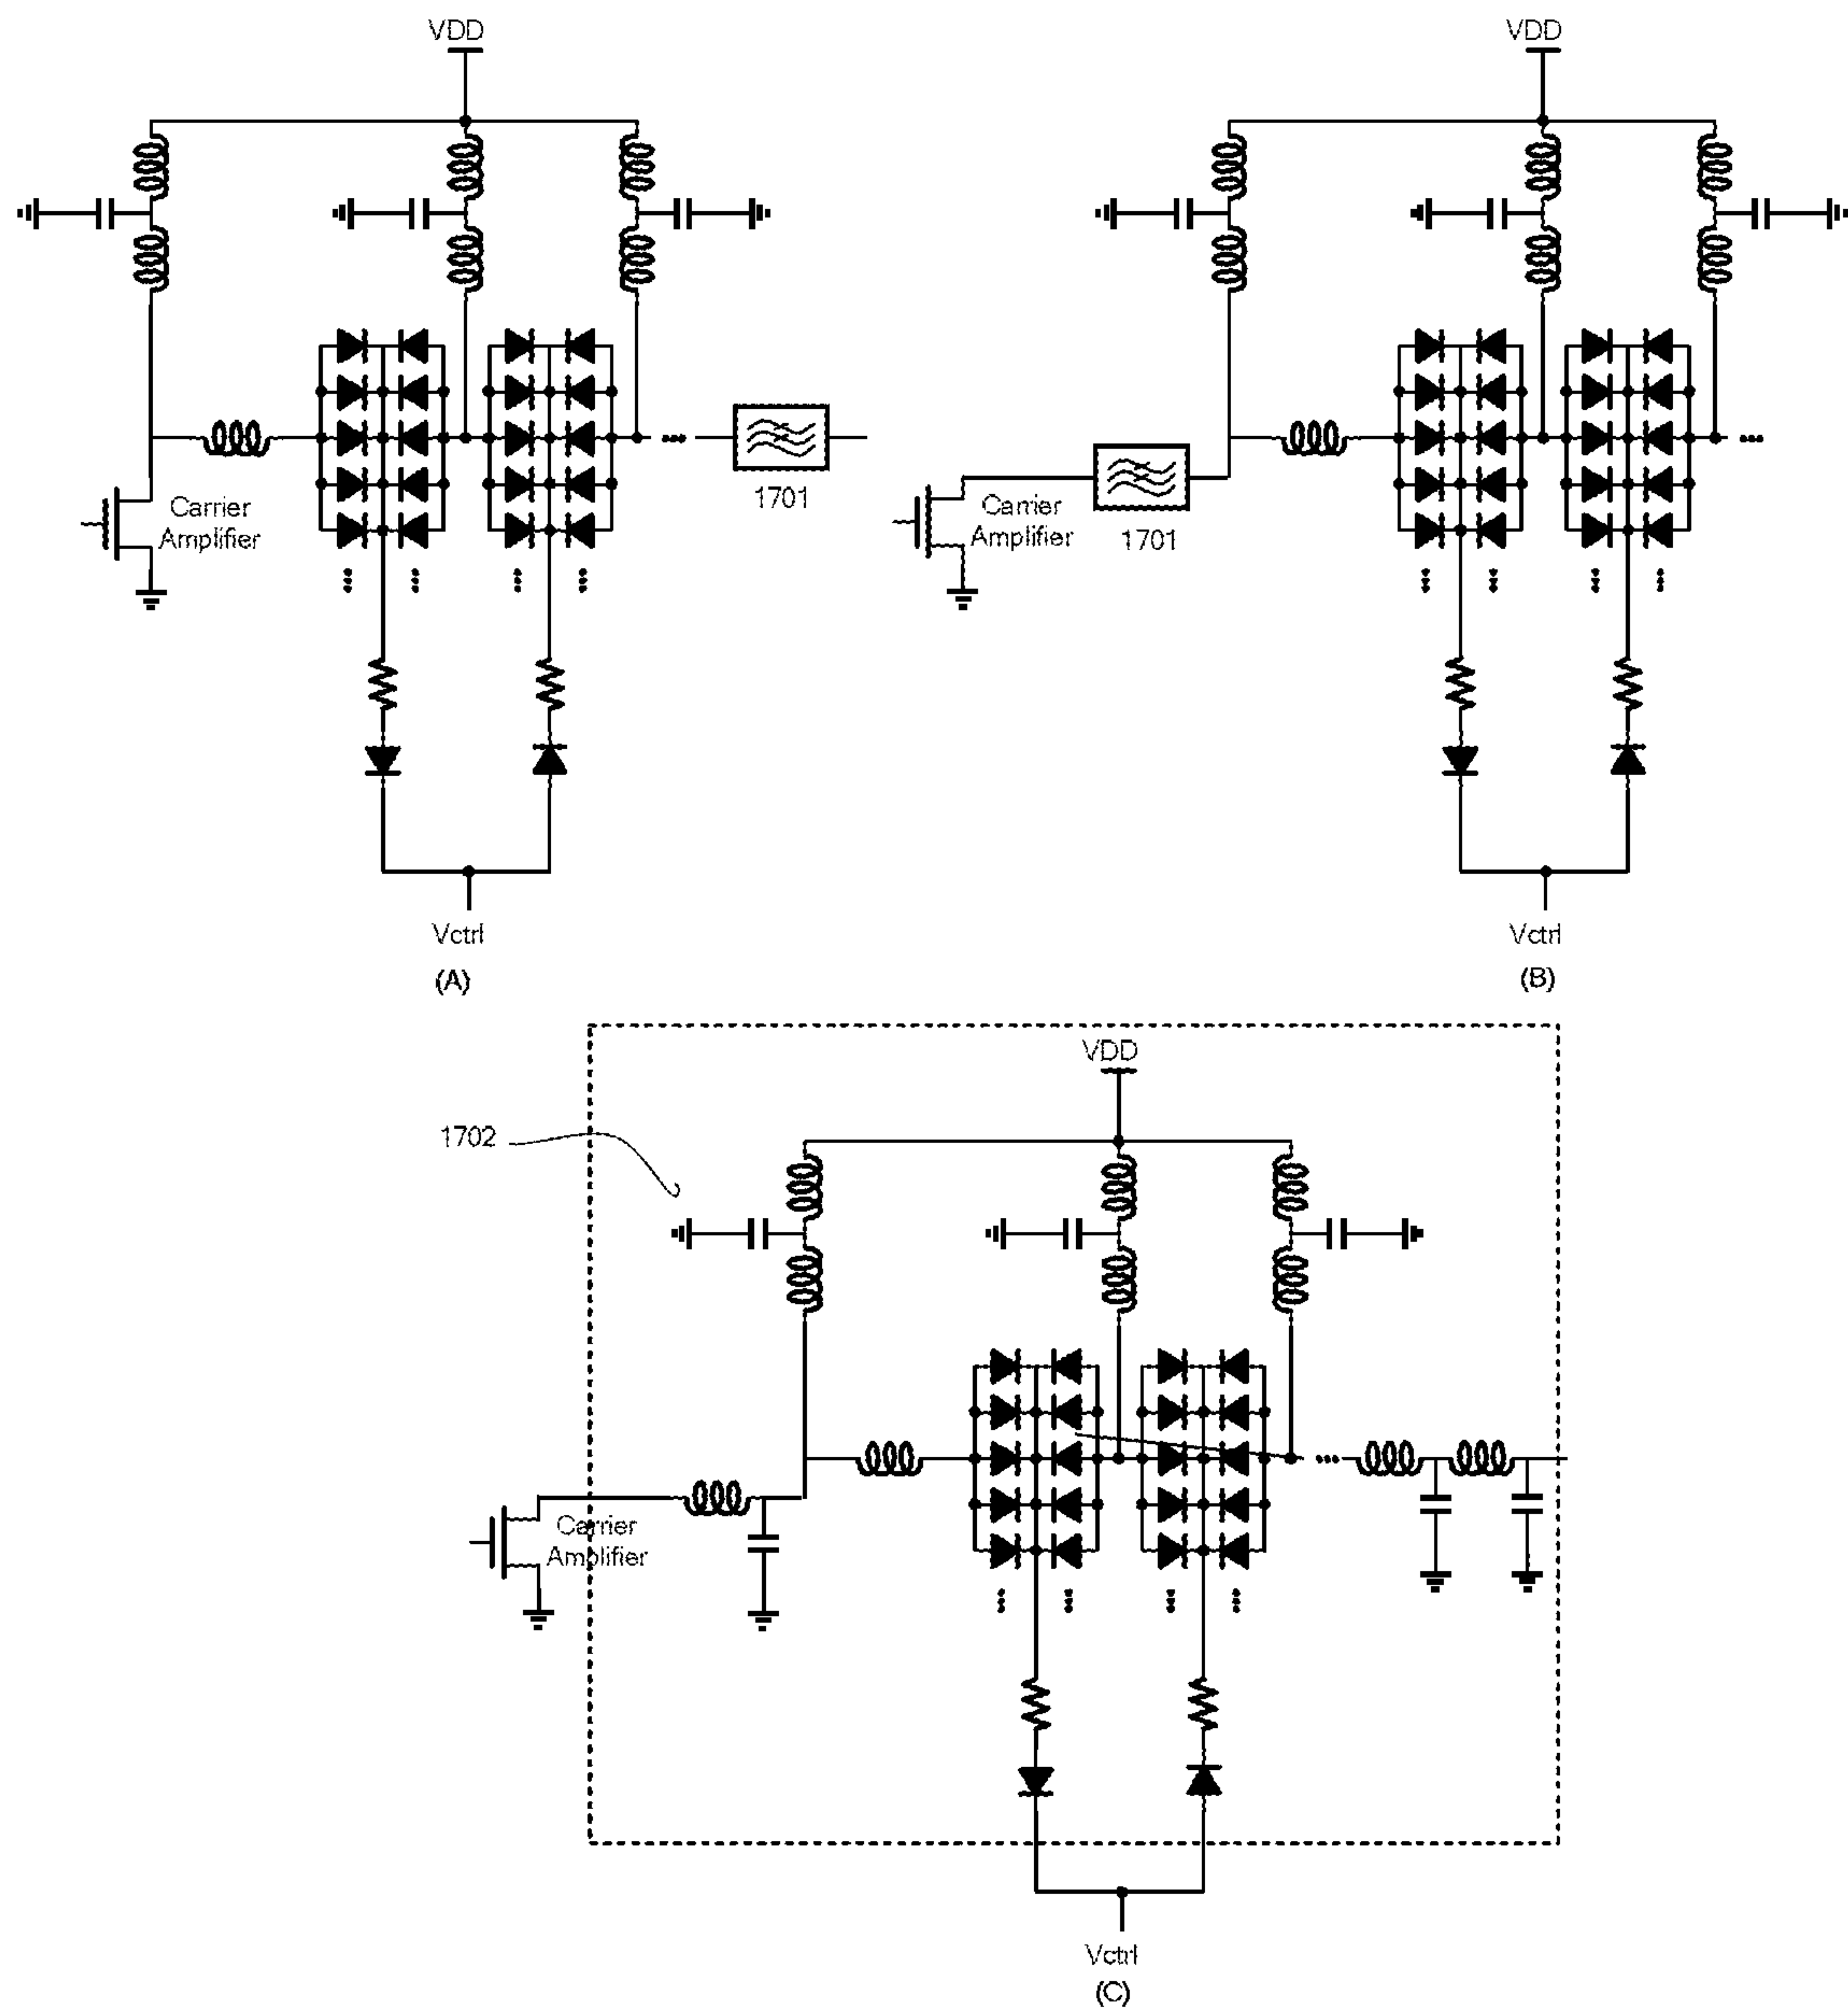 VDD
VDD
Carrier
Amplifier
1701
Carrier
Amplifier
1701
Vctrl
(A)
Vctrl
(B)
VDD
1702
Carrier
Amplifier
Vctrl
(C)